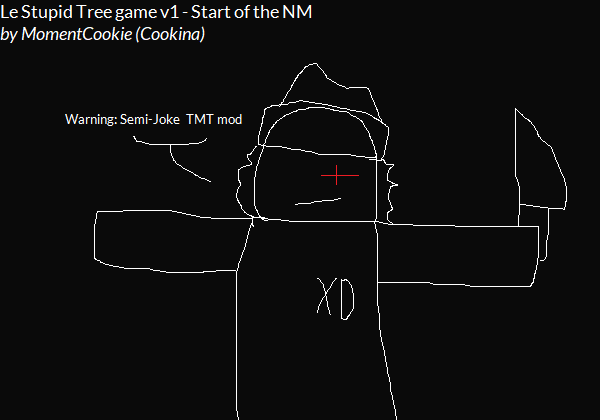 Le Stupid Tree game v1 - Start of the NM
by MomentCookie (Cookina)
Warning: Semi-Joke TMT mod
XD